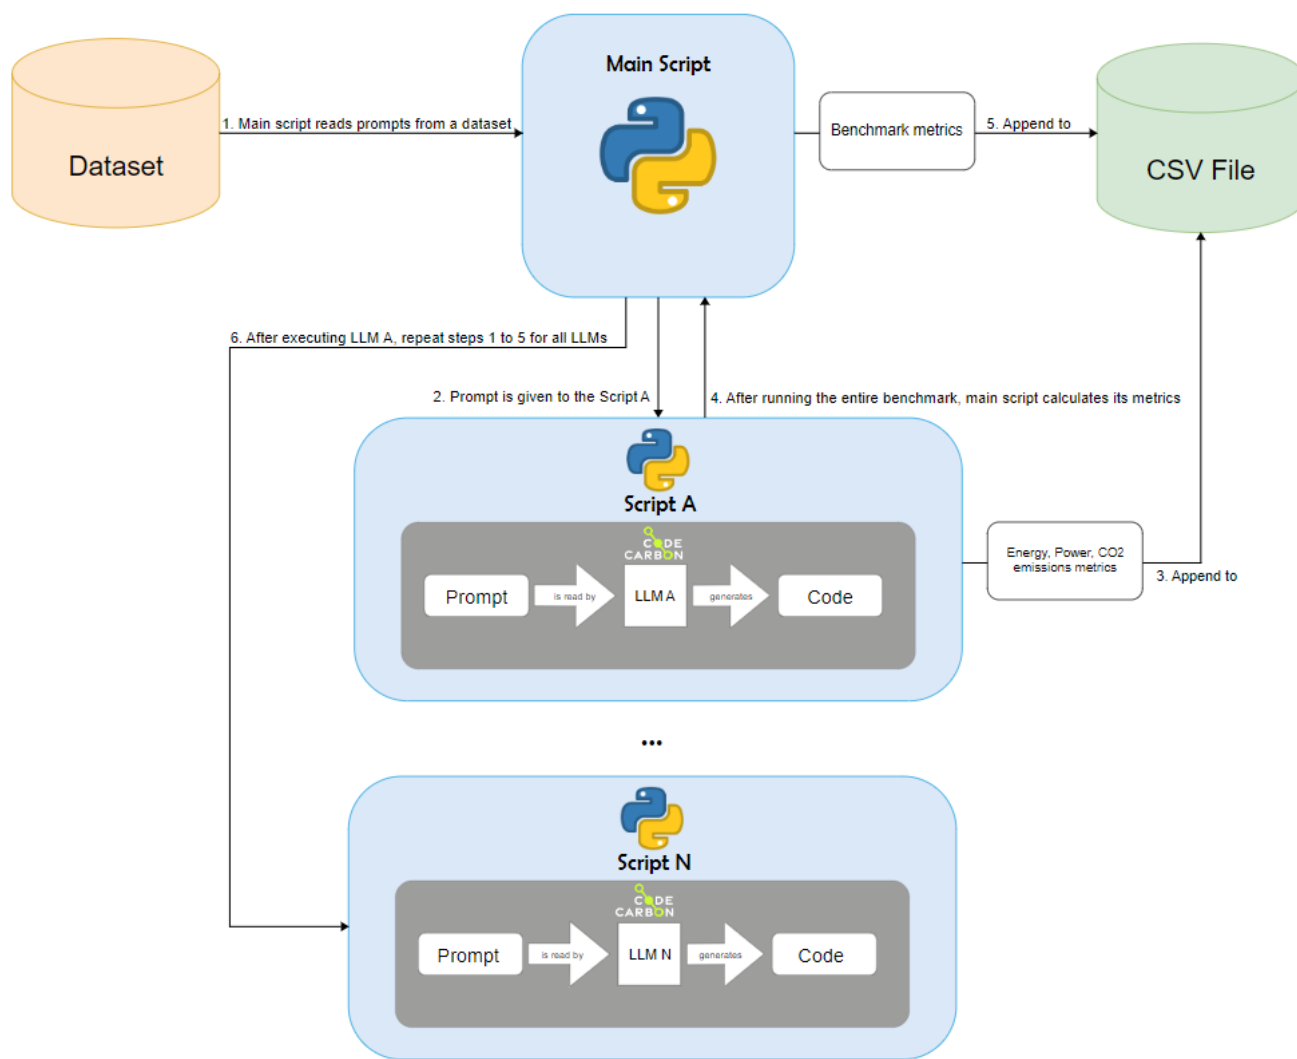 Main Script
Dataset
1. Main script reads prompts from a dataset
Benchmark metrics
5. Append to
CSV File
6. After executing LLM A, repeat steps 1 to 5 for all LLMs
2. Prompt is given to the Script A
4. After running the entire benchmark, main script calculates its metrics
Script A
CODE
CARBON
Prompt
is read by
LLM A
generates
Code
Energy, Power, CO2
emissions metrics
3. Append to
...
Script N
CODE
CARBON
Prompt
is read by
LLM N
generates
Code